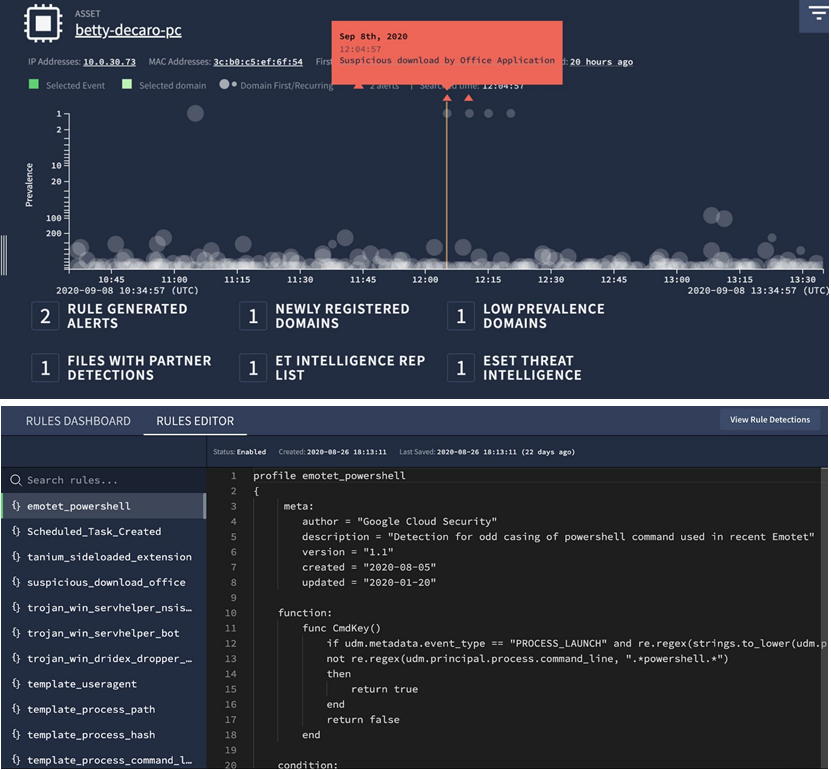 ASSET
betty-decaro-pc
Sep 8th, 2020
12:04:57
Suspicious download by Office Application
IP Addresses: 10.0.30.73 MAC Addresses: 3c:b0:c5:ef:6f:54 First 20 hours ago
Selected Event Selected domain Domain First/Recurring 2 alerts time: 12:04:57
Prevalence
1
2
10
20
100
200
10:45 11:00 11:15 11:30 11:45 12:00 12:15 12:30 12:45 13:00 13:15 13:30
2020-09-08 10:34:57 (UTC) 2020-09-08 13:34:57 (UTC)
2 RULE GENERATED ALERTS
1 NEWLY REGISTERED DOMAINS
1 LOW PREVALENCE DOMAINS
1 FILES WITH PARTNER DETECTIONS
1 ET INTELLIGENCE REP LIST
1 ESET THREAT INTELLIGENCE
RULES DASHBOARD RULES EDITOR View Rule Detections
Status: Enabled Created: 2020-08-26 18:13:11 Last Saved: 2020-08-26 18:13:11 (22 days ago)
Search rules...
{} emotet_powershell
{} Scheduled_Task_Created
{} tanium_sideloaded_extension
{} suspicious_download_office
{} trojan_win_servhelper_nsis…
{} trojan_win_servhelper_bot
{} trojan_win_dridex_dropper_…
{} template_useragent
{} template_process_path
{} template_process_hash
{} template_process_command_l…
1 profile emotet_powershell
2 {
3 meta:
4 author = "Google Cloud Security"
5 description = "Detection for odd casing of powershell command used in recent Emotet"
6 version = "1.1"
7 created = "2020-08-05"
8 updated = "2020-01-20"
9
10 function:
11 func CmdKey()
12 if udm.metadata.event_type == "PROCESS_LAUNCH" and re.regex(strings.to_lower(udm.p
13 not re.regex(udm.principal.process.command_line, ".*powershell.*")
14 then
15 return true
16 end
17 return false
18 end
19
20 condition: